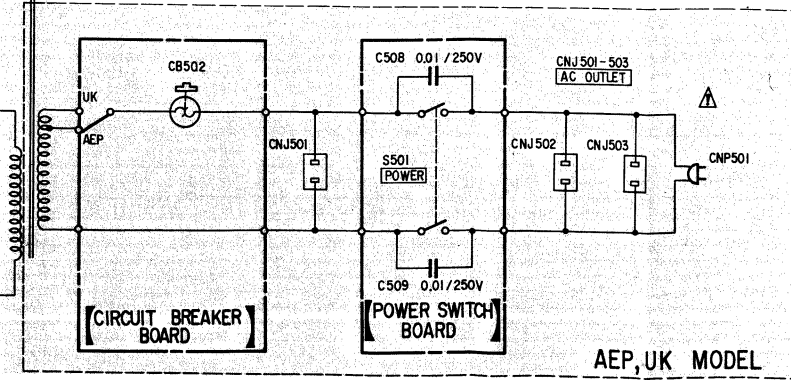 CB502
UK
AEP
CNJ501
C508 0.01/250V
S501
POWER
C509 0.01/250V
CNJ501-503
AC OUTLET
CNJ502
CNJ503
CNP501
CIRCUIT BREAKER
BOARD
POWER SWITCH
BOARD
AEP,UK MODEL